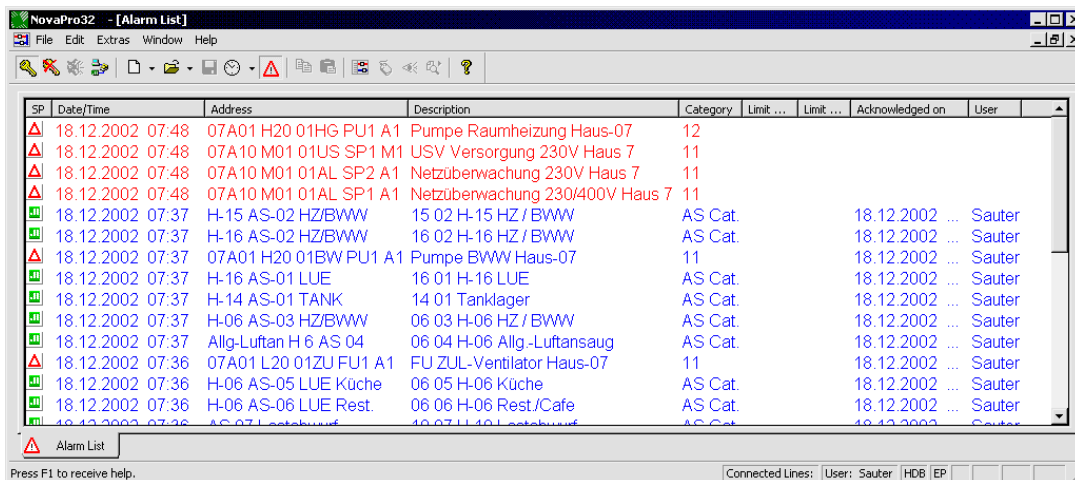 NovaPro32 - [Alarm List]
File Edit Extras Window Help
SP Date/Time Address Description Category Limit ... Limit ... Acknowledged on User
18.12.2002 07:48 07A01 H20 01HG PU1 A1 Pumpe Raumheizung Haus-07 12
18.12.2002 07:48 07A10 M01 01US SP1 M1 USV Versorgung 230V Haus 7 11
18.12.2002 07:48 07A10 M01 01AL SP2 A1 Netzüberwachung 230V Haus 7 11
18.12.2002 07:48 07A10 M01 01AL SP1 A1 Netzüberwachung 230/400V Haus 7 11
18.12.2002 07:37 H-15 AS-02 HZ/BWW 15 02 H-15 HZ / BWW AS Cat. 18.12.2002 ... Sauter
18.12.2002 07:37 H-16 AS-02 HZ/BWW 16 02 H-16 HZ / BWW AS Cat. 18.12.2002 ... Sauter
18.12.2002 07:37 07A01 H20 01BW PU1 A1 Pumpe BWW Haus-07 11 18.12.2002 ... Sauter
18.12.2002 07:37 H-16 AS-01 LUE 16 01 H-16 LUE AS Cat. 18.12.2002 ... Sauter
18.12.2002 07:37 H-14 AS-01 TANK 14 01 Tanklager AS Cat. 18.12.2002 ... Sauter
18.12.2002 07:37 H-06 AS-03 HZ/BWW 06 03 H-06 HZ / BWW AS Cat. 18.12.2002 ... Sauter
18.12.2002 07:37 Allg-Luftan H 6 AS 04 06 04 H-06 Allg.-Luftansaug AS Cat. 18.12.2002 ... Sauter
18.12.2002 07:36 07A01 L20 01ZU FU1 A1 FU ZUL-Ventilator Haus-07 11 18.12.2002 ... Sauter
18.12.2002 07:36 H-06 AS-05 LUE Küche 06 05 H-06 Küche AS Cat. 18.12.2002 ... Sauter
18.12.2002 07:36 H-06 AS-06 LUE Rest. 06 06 H-06 Rest./Cafe AS Cat. 18.12.2002 ... Sauter
18.12.2002 07:36 AS Cat. 18.12.2002 ... Sauter
Alarm List
Press F1 to receive help. Connected Lines: User: Sauter HDB EP